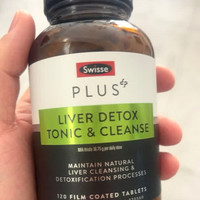 Swisse
PLUS+
LIVER DETOX
TONIC & CLEANSE
MAINTAIN NATURAL
LIVER CLEANSING &
DETOXIFICATION PROCESSES
120 FILM COATED TABLETS